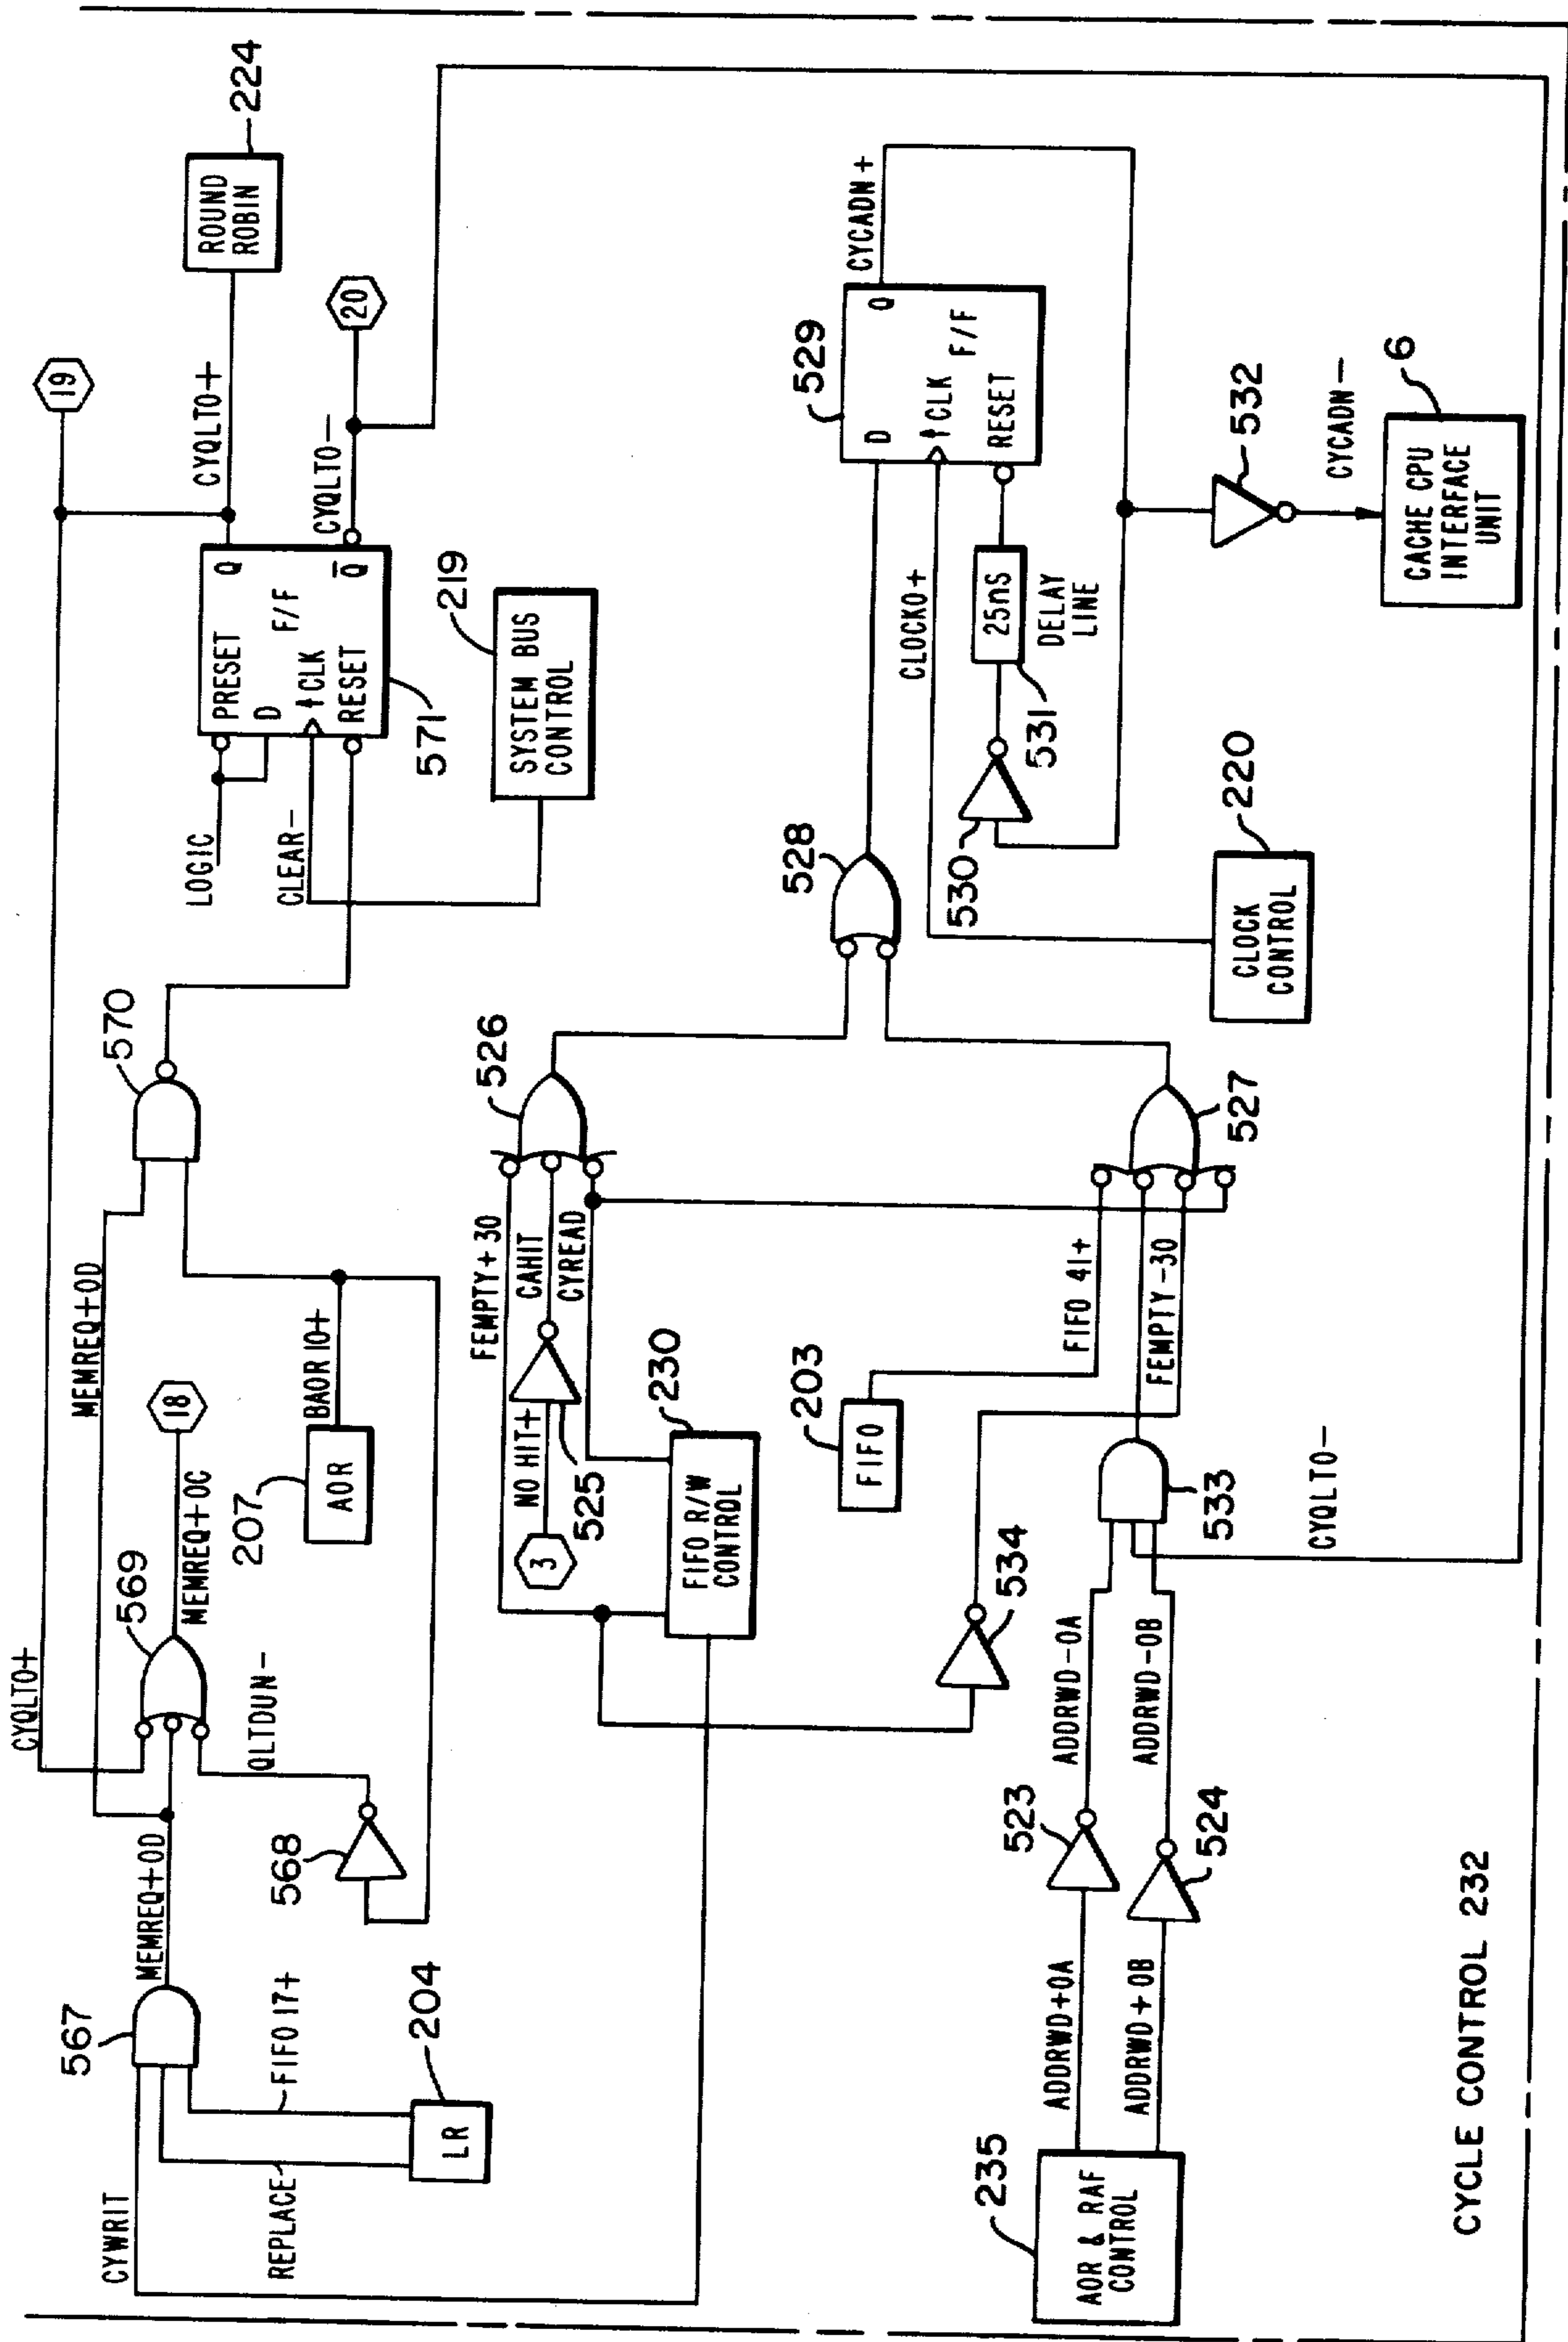 CYQLTO+
19
MEMREQ+0D
569
MEMREQ+0C
18
567
MEMREQ+0D
CYWRIT
REPLACE
FIFO 17+
204
LR
568
QLTDUN-
207
AOR
BAOR 10+
570
LOGIC
CLEAR-
PRESET
D
↑CLK
RESET
F/F
Q
Q̅
571
CYQLTO+
ROUND
ROBIN
224
CYQLTO-
20
219
SYSTEM BUS
CONTROL
FEMPTY+30
CAHIT
CYREAD
526
NO HIT+
3
525
230
FIFO R/W
CONTROL
203
FIFO
FIFO 41+
FEMPTY-30
527
534
528
529
D
Q
↑CLK
F/F
RESET
CYCADN+
CLOCKO+
530
25nS
531
DELAY
LINE
220
CLOCK
CONTROL
532
CYCADN-
6
CACHE CPU
INTERFACE
UNIT
235
AOR & RAF
CONTROL
ADDRWD+0A
ADDRWD+0B
523
524
ADDRWD-0A
ADDRWD-0B
533
CYQLTO-
CYCLE CONTROL 232